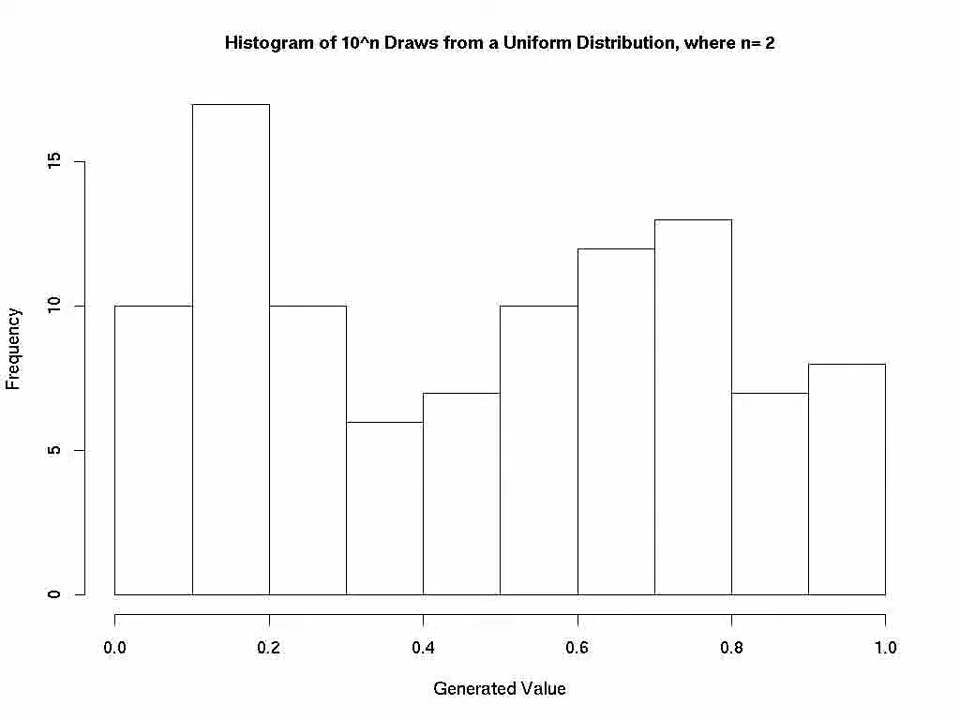 Histogram of 10^n Draws from a Uniform Distribution, where n= 2
Frequency
15
10
5
0
0.0 0.2 0.4 0.6 0.8 1.0
Generated Value